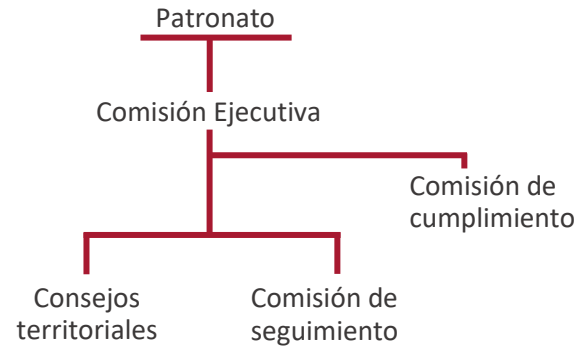 Patronato
Comisión Ejecutiva
Comisión de
cumplimiento
Consejos
territoriales
Comisión de
seguimiento